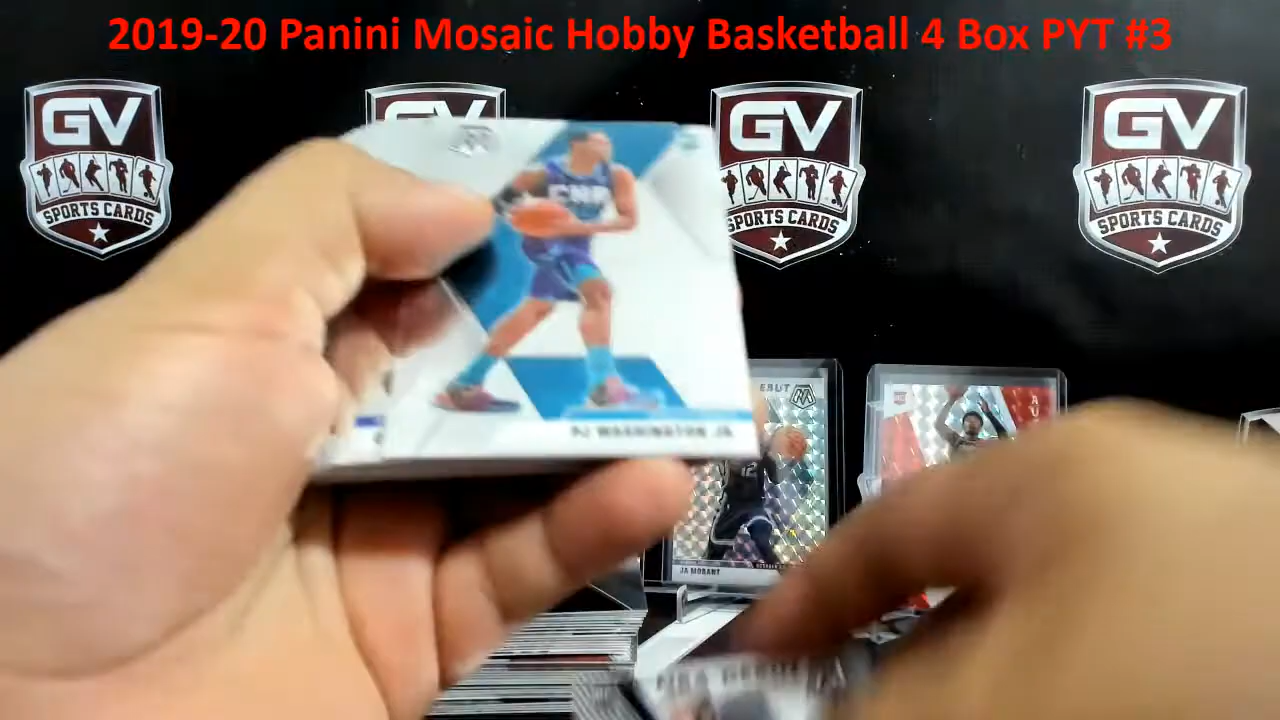 2019-20 Panini Mosaic Hobby Basketball 4 Box PYT #3
GV
SPORTS CARDS
GV
GV
SPORTS CARDS
GV
SPORTS CARDS
PJ WASHINGTON JR.
JA MORANT
12